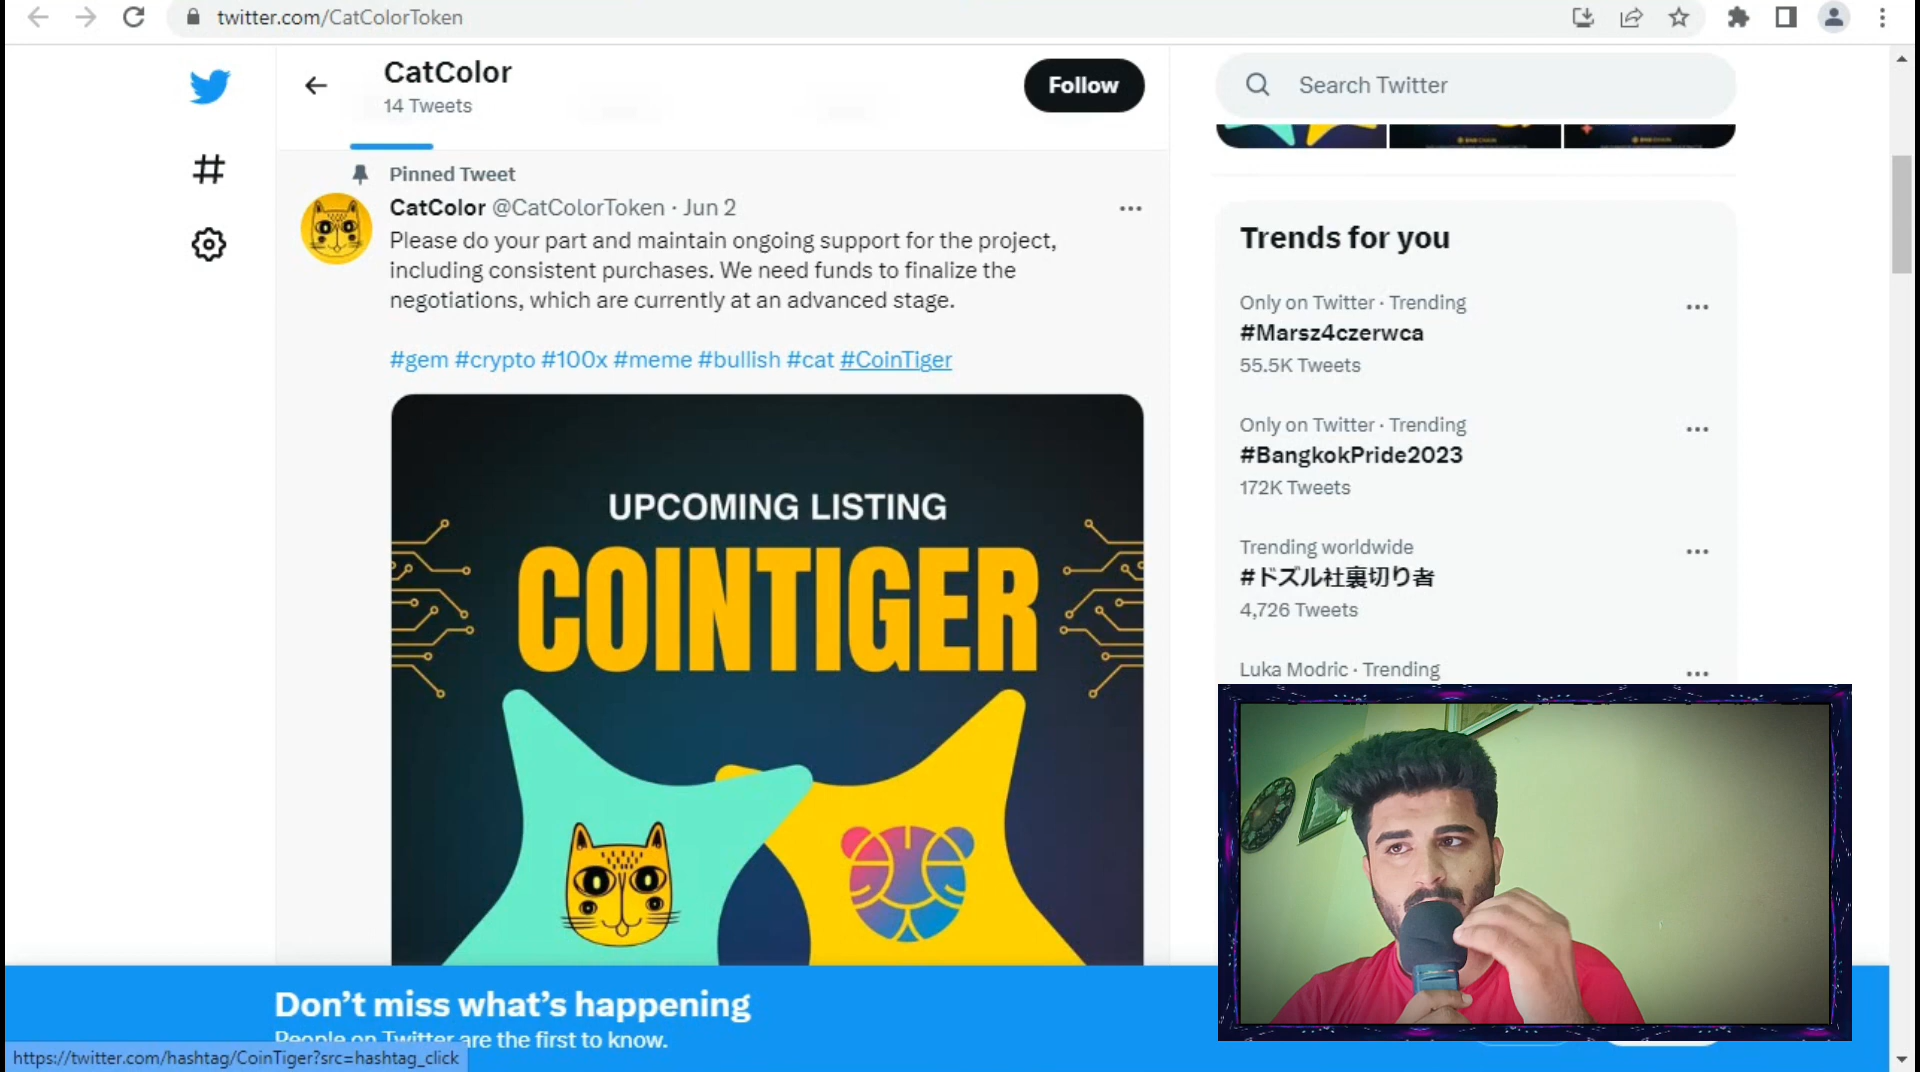 twitter.com/CatColorToken
CatColor
14 Tweets
Follow
Search Twitter
Pinned Tweet
CatColor @CatColorToken · Jun 2
Please do your part and maintain ongoing support for the project,
including consistent purchases. We need funds to finalize the
negotiations, which are currently at an advanced stage.
#gem #crypto #100x #meme #bullish #cat #CoinTiger
UPCOMING LISTING
COINTIGER
Trends for you
Only on Twitter · Trending
#Marsz4czerwca
55.5K Tweets
Only on Twitter · Trending
#BangkokPride2023
172K Tweets
Trending worldwide
#ドズル社裏切り者
4,726 Tweets
Luka Modric · Trending
Don’t miss what’s happening
People on Twitter are the first to know.
https://twitter.com/hashtag/CoinTiger?src=hashtag_click